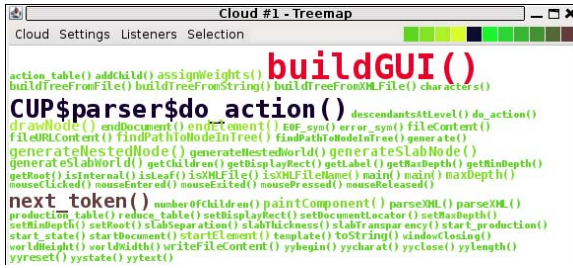 Cloud #1 - Treemap
Cloud Settings Listeners Selection
action_table() addChild() assignWeights() buildGUI()
buildTreeFromFile() buildTreeFromString() buildTreeFromXMLFile() characters()
CUP$parser$do_action() descendantsAtLevel() do_action()
drawNode() endDocument() endElement() EOF_sym() error_sym() fileContent()
fileURLContent() findPathToNodeInTree() findPathToNodeInTree() generate()
generateNestedNode() generateNestedWorld() generateSlabNode()
generateSlabWorld() getChildren() getDisplayRect() getLabel() getMaxDepth() getMinDepth()
getRoot() isInternal() isLeaf() isXMLFile() isXMLFileName() main() main() maxDepth()
mouseClicked() mouseEntered() mouseExited() mousePressed() mouseReleased()
next_token() numberOfChildren() paintComponent() parseXML() parseXML()
production_table() reduce_table() setDisplayRect() setDocumentLocator() setMaxDepth()
setMinDepth() setRoot() slabSeparation() slabThickness() slabTransparency() start_production()
start_state() startDocument() startElement() template() toString() windowClosing()
worldHeight() worldWidth() writeFileContent() yybegin() yycharat() yyclose() yylength()
yyreset() yystate() yytext()